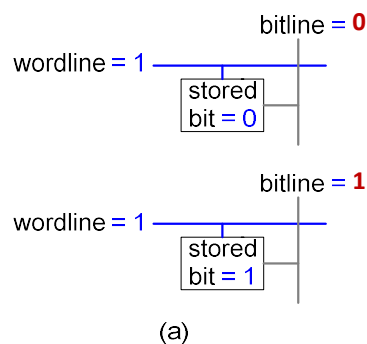 bitline = 0
wordline = 1
stored
bit = 0
bitline = 1
wordline = 1
stored
bit = 1
(a)